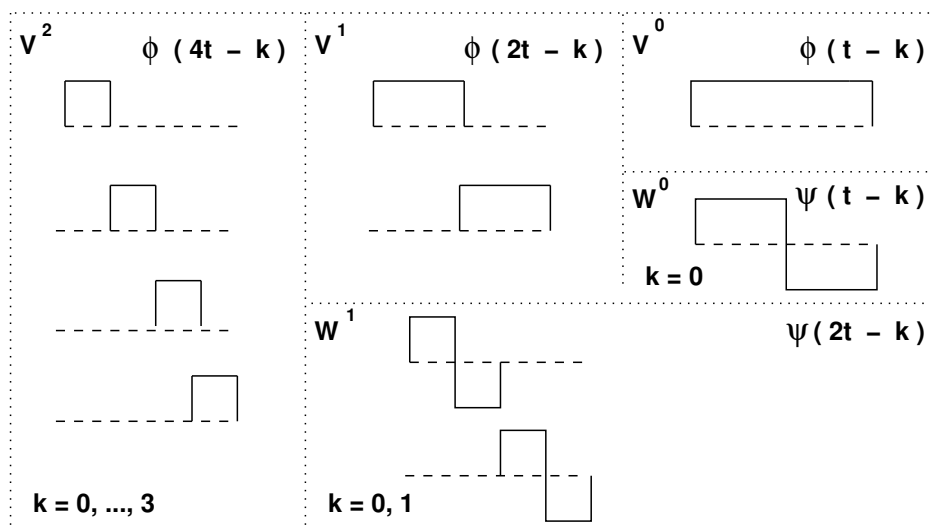 V² ϕ ( 4t − k )
V¹ ϕ ( 2t − k )
V⁰ ϕ ( t − k )
W⁰ ψ ( t − k )
k = 0
W¹ ψ ( 2t − k )
k = 0, ..., 3
k = 0, 1